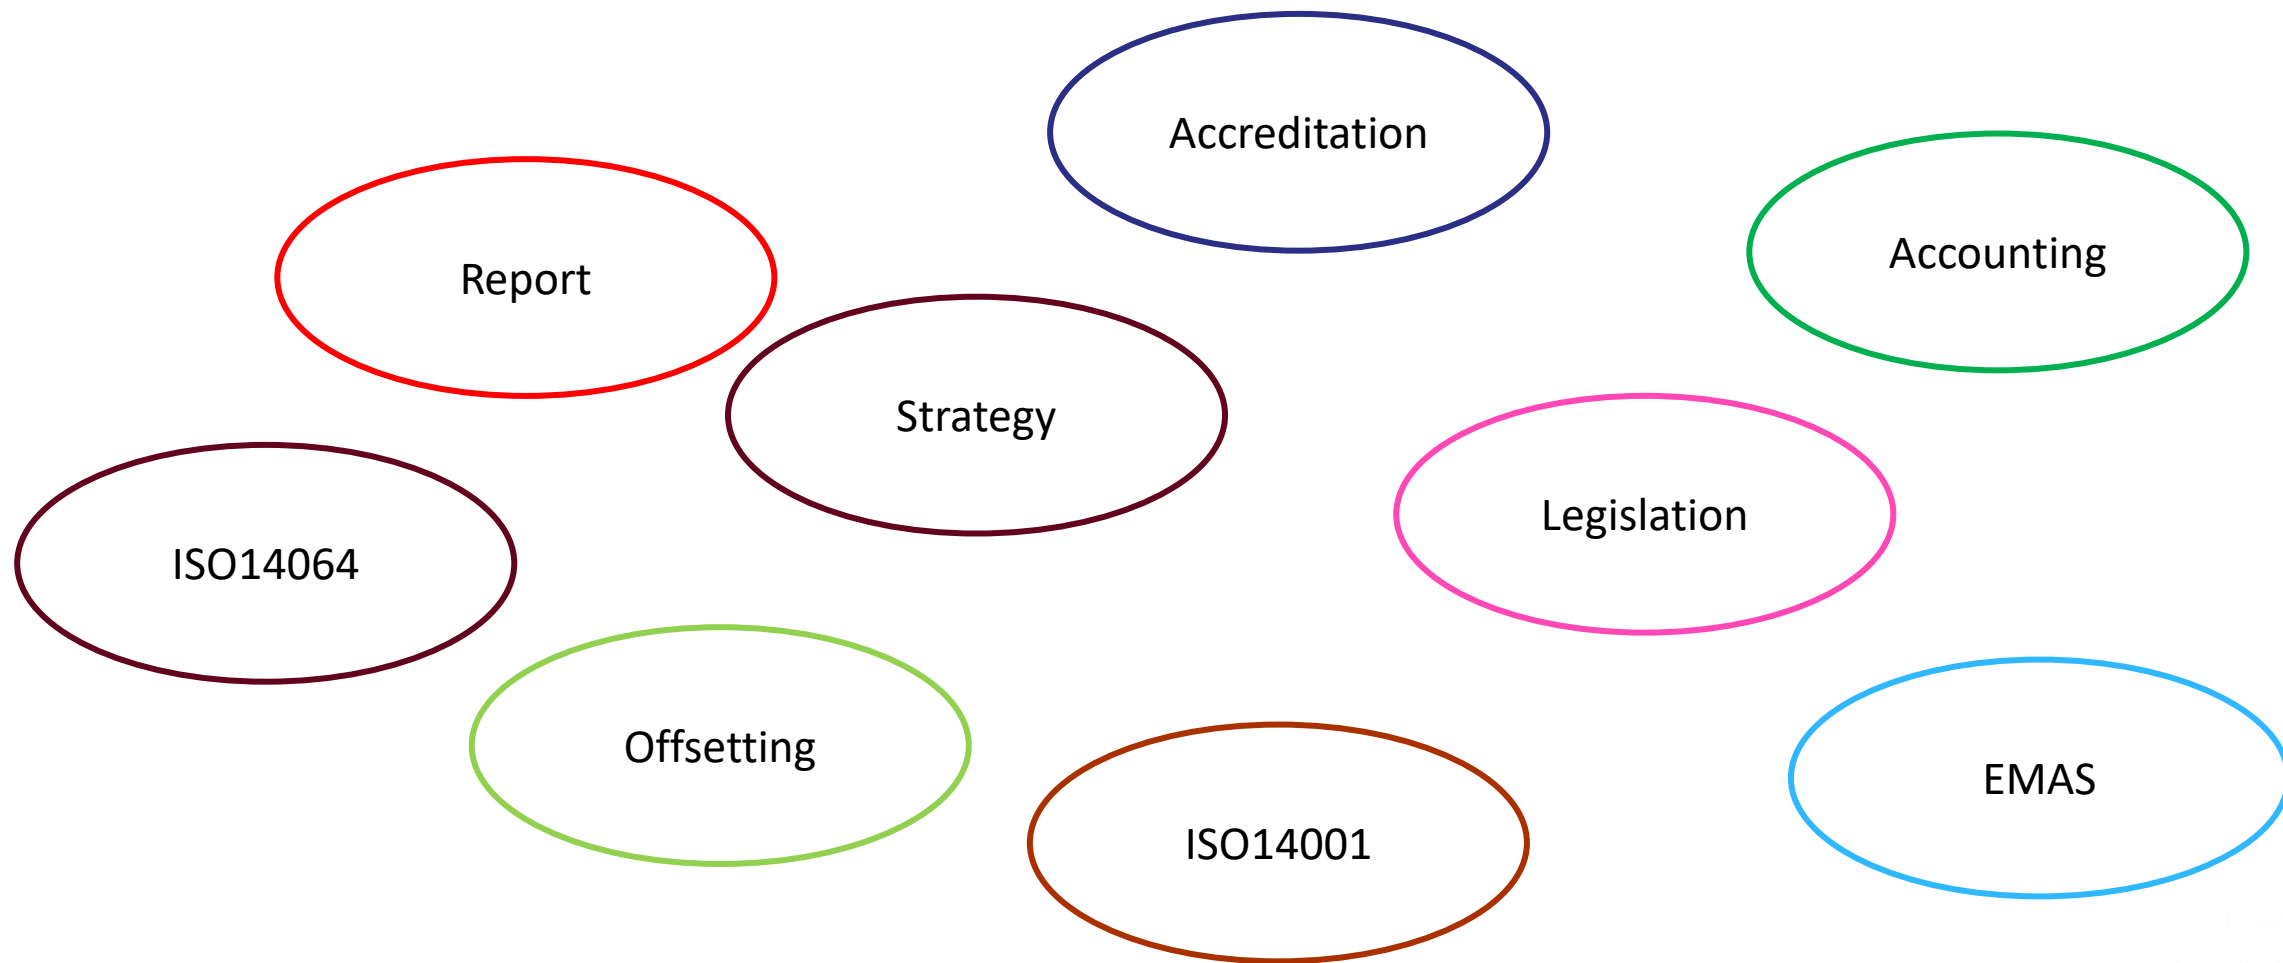 Accreditation
Accounting
Report
Strategy
Legislation
ISO14064
Offsetting
EMAS
ISO14001